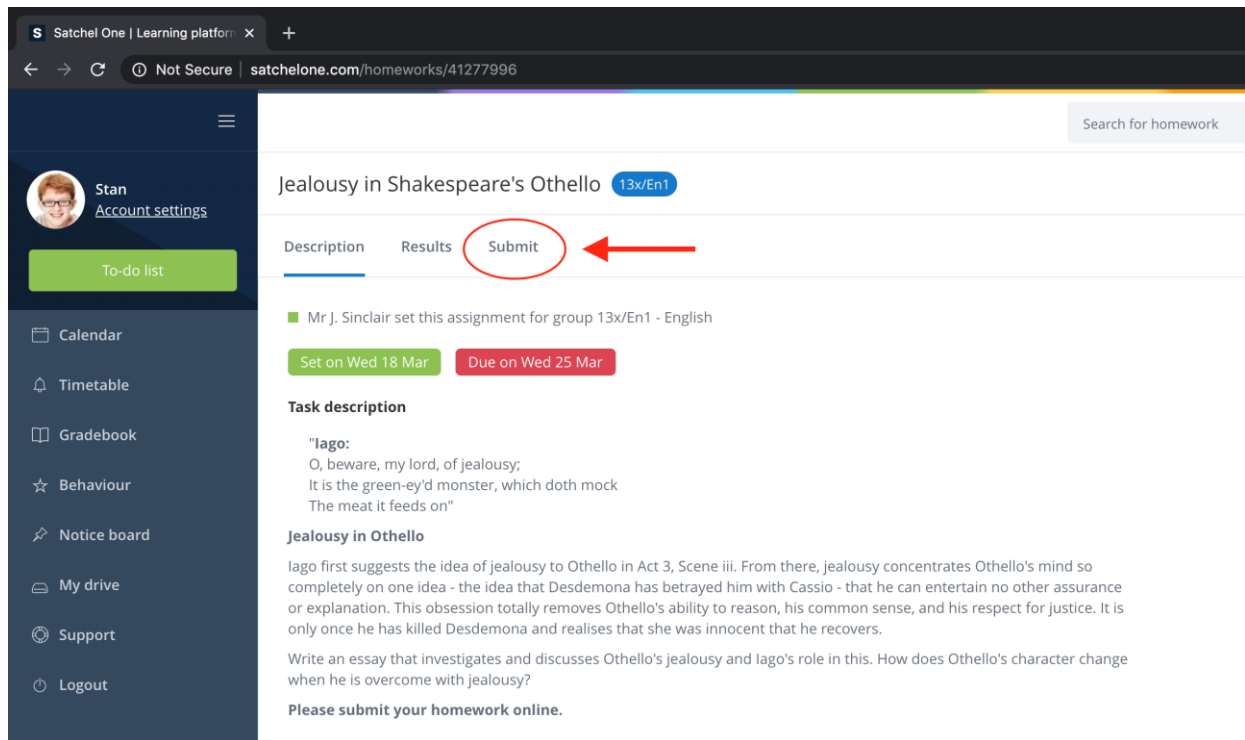 S Satchel One | Learning platform
Not Secure | satchelone.com/homeworks/41277996
Search for homework
Stan
Account settings
To-do list
Calendar
Timetable
Gradebook
Behaviour
Notice board
My drive
Support
Logout
Jealousy in Shakespeare's Othello 13x/En1
Description Results Submit
Mr J. Sinclair set this assignment for group 13x/En1 - English
Set on Wed 18 Mar Due on Wed 25 Mar
Task description
"Iago:
O, beware, my lord, of jealousy;
It is the green-ey'd monster, which doth mock
The meat it feeds on"
Jealousy in Othello
Iago first suggests the idea of jealousy to Othello in Act 3, Scene iii. From there, jealousy concentrates Othello's mind so
completely on one idea - the idea that Desdemona has betrayed him with Cassio - that he can entertain no other assurance
or explanation. This obsession totally removes Othello's ability to reason, his common sense, and his respect for justice. It is
only once he has killed Desdemona and realises that she was innocent that he recovers.
Write an essay that investigates and discusses Othello's jealousy and Iago's role in this. How does Othello's character change
when he is overcome with jealousy?
Please submit your homework online.